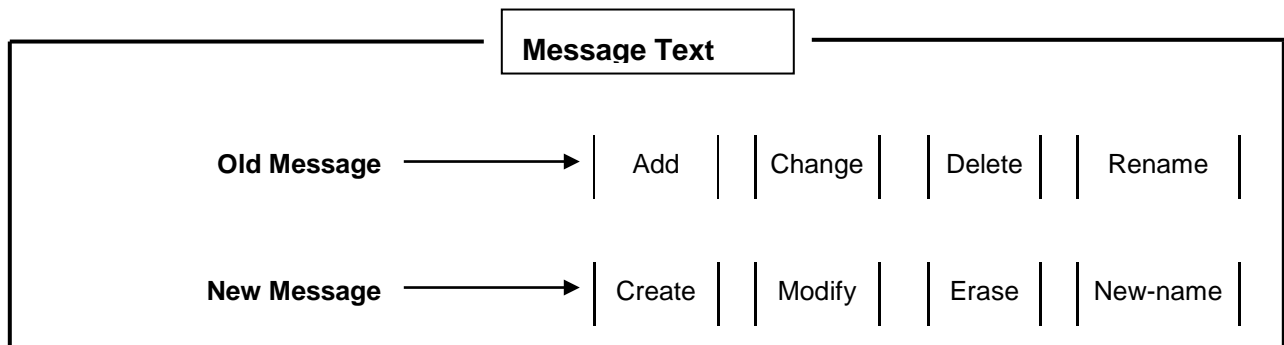 Message Text
Old Message Add Change Delete Rename
New Message Create Modify Erase New-name